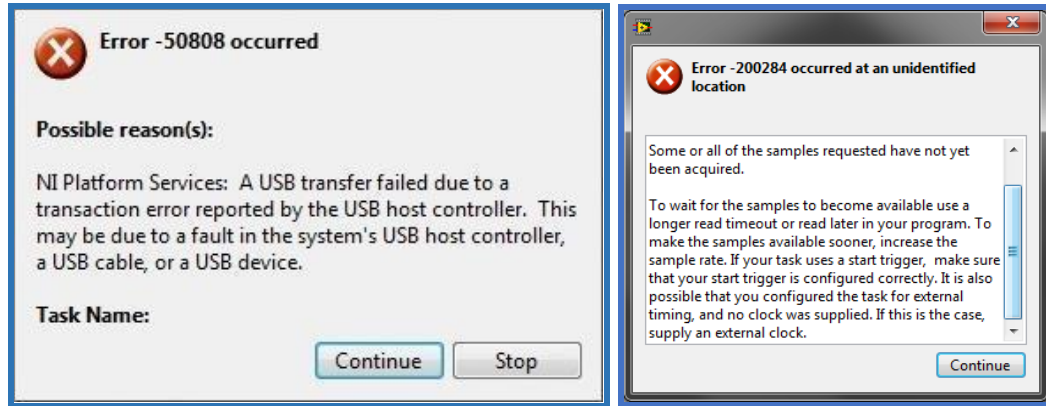 Error -50808 occurred
Possible reason(s):
NI Platform Services:  A USB transfer failed due to a
transaction error reported by the USB host controller.  This
may be due to a fault in the system's USB host controller,
a USB cable, or a USB device.
Task Name:
Continue
Stop
Error -200284 occurred at an unidentified
location
Some or all of the samples requested have not yet
been acquired.
To wait for the samples to become available use a
longer read timeout or read later in your program. To
make the samples available sooner, increase the
sample rate. If your task uses a start trigger,  make sure
that your start trigger is configured correctly. It is also
possible that you configured the task for external
timing, and no clock was supplied. If this is the case,
supply an external clock.
Continue